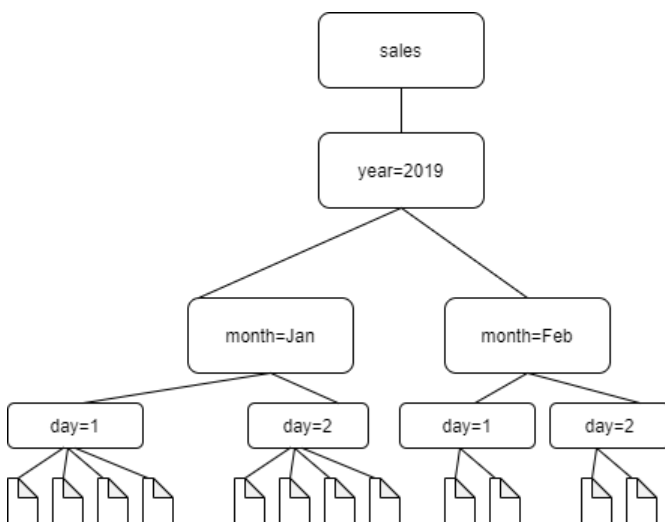 sales
year=2019
month=Jan
month=Feb
day=1
day=2
day=1
day=2